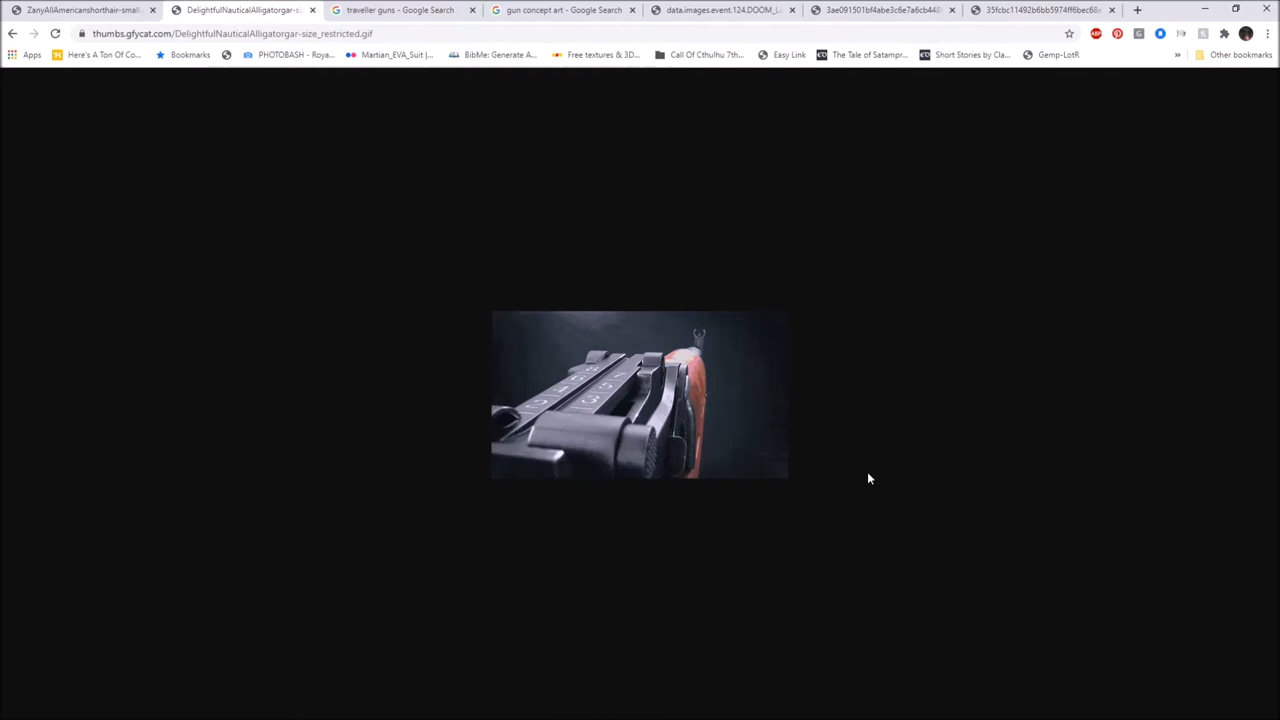 ZanyAllAmericanshorthair-small
DelightfulNauticalAlligatorgar-si
traveller guns - Google Search
gun concept art - Google Search
data.images.event.124.DOOM_L
3ae091501bf4abe3c6e7a6cb448
35fcbc11492b6bb5974ff6bec68
thumbs.gfycat.com/DelightfulNauticalAlligatorgar-size_restricted.gif
Apps
Here's A Ton Of Co...
Bookmarks
PHOTOBASH - Roya...
Martian_EVA_Suit |...
BibMe: Generate A...
Free textures & 3D...
Call Of Cthulhu 7th...
Easy Link
The Tale of Satampr...
Short Stories by Cla...
Gemp-LotR
Other bookmarks